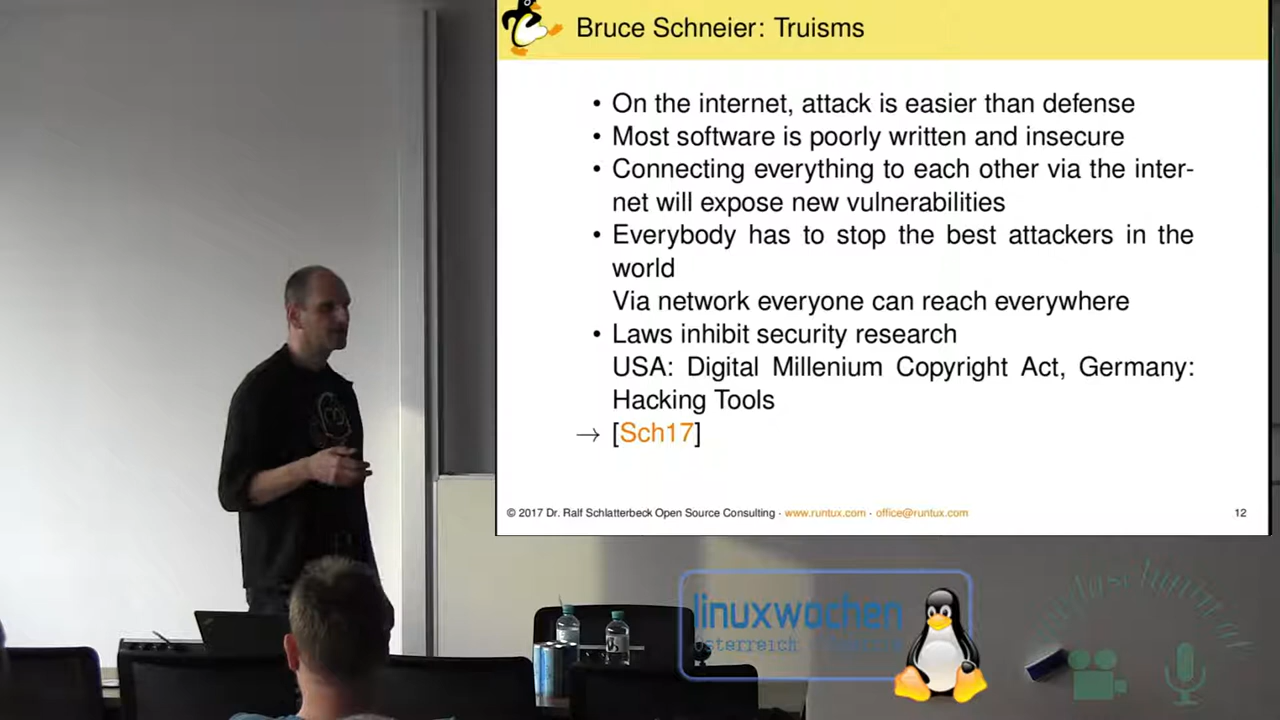 Bruce Schneier: Truisms
• On the internet, attack is easier than defense
• Most software is poorly written and insecure
• Connecting everything to each other via the inter-
net will expose new vulnerabilities
• Everybody has to stop the best attackers in the
world
Via network everyone can reach everywhere
• Laws inhibit security research
USA: Digital Millenium Copyright Act, Germany:
Hacking Tools
→ [Sch17]
© 2017 Dr. Ralf Schlatterbeck Open Source Consulting · www.runtux.com · office@runtux.com
12
linuxwochen
Österreich